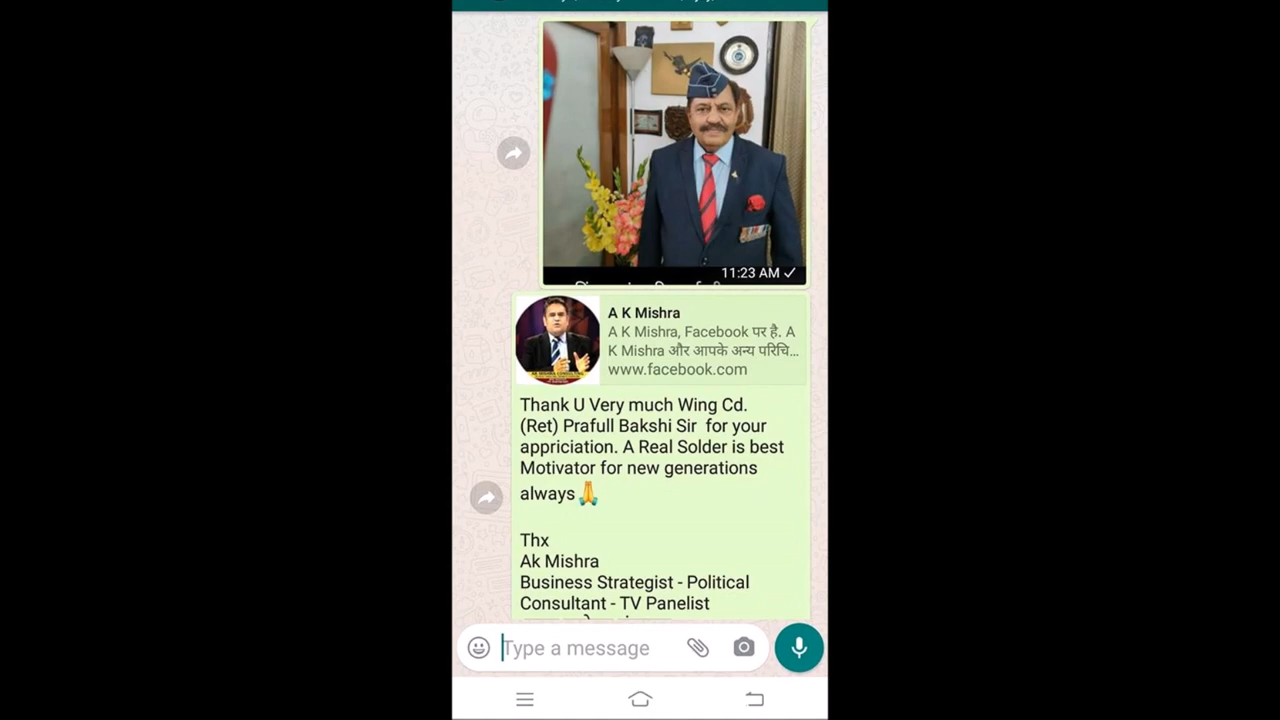 11:23 AM
A K Mishra
A K Mishra, Facebook पर है. A
K Mishra और आपके अन्य परिचि...
www.facebook.com
Thank U Very much Wing Cd.
(Ret) Prafull Bakshi Sir for your
appriciation. A Real Solder is best
Motivator for new generations
always🙏
Thx
Ak Mishra
Business Strategist - Political
Consultant - TV Panelist
Type a message